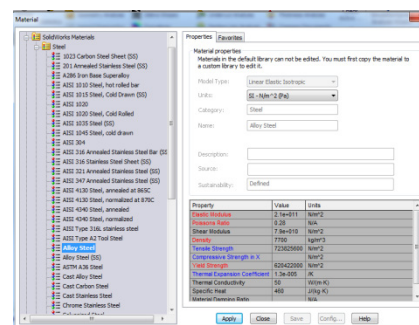 Material
SolidWorks Materials
Steel
1023 Carbon Steel Sheet (SS)
201 Annealed Stainless Steel (SS)
A286 Iron Base Superalloy
AISI 1010 Steel, hot rolled bar
AISI 1015 Steel, Cold Drawn (SS)
AISI 1020
AISI 1020 Steel, Cold Rolled
AISI 1035 Steel (SS)
AISI 1045 Steel, cold drawn
AISI 304
AISI 316 Annealed Stainless Steel Bar (SS
AISI 316 Stainless Steel Sheet (SS)
AISI 321 Annealed Stainless Steel (SS)
AISI 347 Annealed Stainless Steel (SS)
AISI 4130 Steel, annealed at 865C
AISI 4130 Steel, normalized at 870C
AISI 4340 Steel, annealed
AISI 4340 Steel, normalized
AISI Type 316L stainless steel
AISI Type A2 Tool Steel
Alloy Steel
Alloy Steel (SS)
ASTM A36 Steel
Cast Alloy Steel
Cast Carbon Steel
Cast Stainless Steel
Chrome Stainless Steel
Properties Favorites
Material properties
Materials in the default library can not be edited. You must first copy the material to
a custom library to edit it.
Model Type: Linear Elastic Isotropic
Units: SI - N/m^2 (Pa)
Category: Steel
Name: Alloy Steel
Description:
Source:
Sustainability: Defined
Property Value Units
Elastic Modulus 2.1e+011 N/m^2
Poissons Ratio 0.28 N/A
Shear Modulus 7.9e+010 N/m^2
Density 7700 kg/m^3
Tensile Strength 723825600 N/m^2
Compressive Strength in X N/m^2
Yield Strength 620422000 N/m^2
Thermal Expansion Coefficient 1.3e-005 /K
Thermal Conductivity 50 W/(m·K)
Specific Heat 460 J/(kg·K)
Material Damping Ratio N/A
Apply Close Save Config... Help